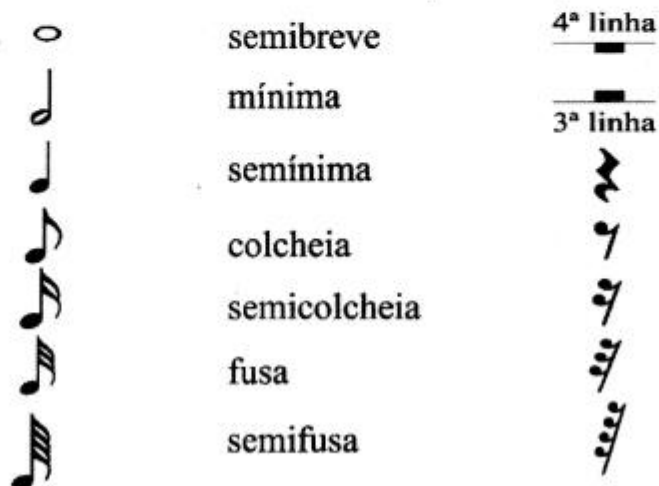 semibreve
4ª linha
mínima
3ª linha
semínima
colcheia
semicolcheia
fusa
semifusa